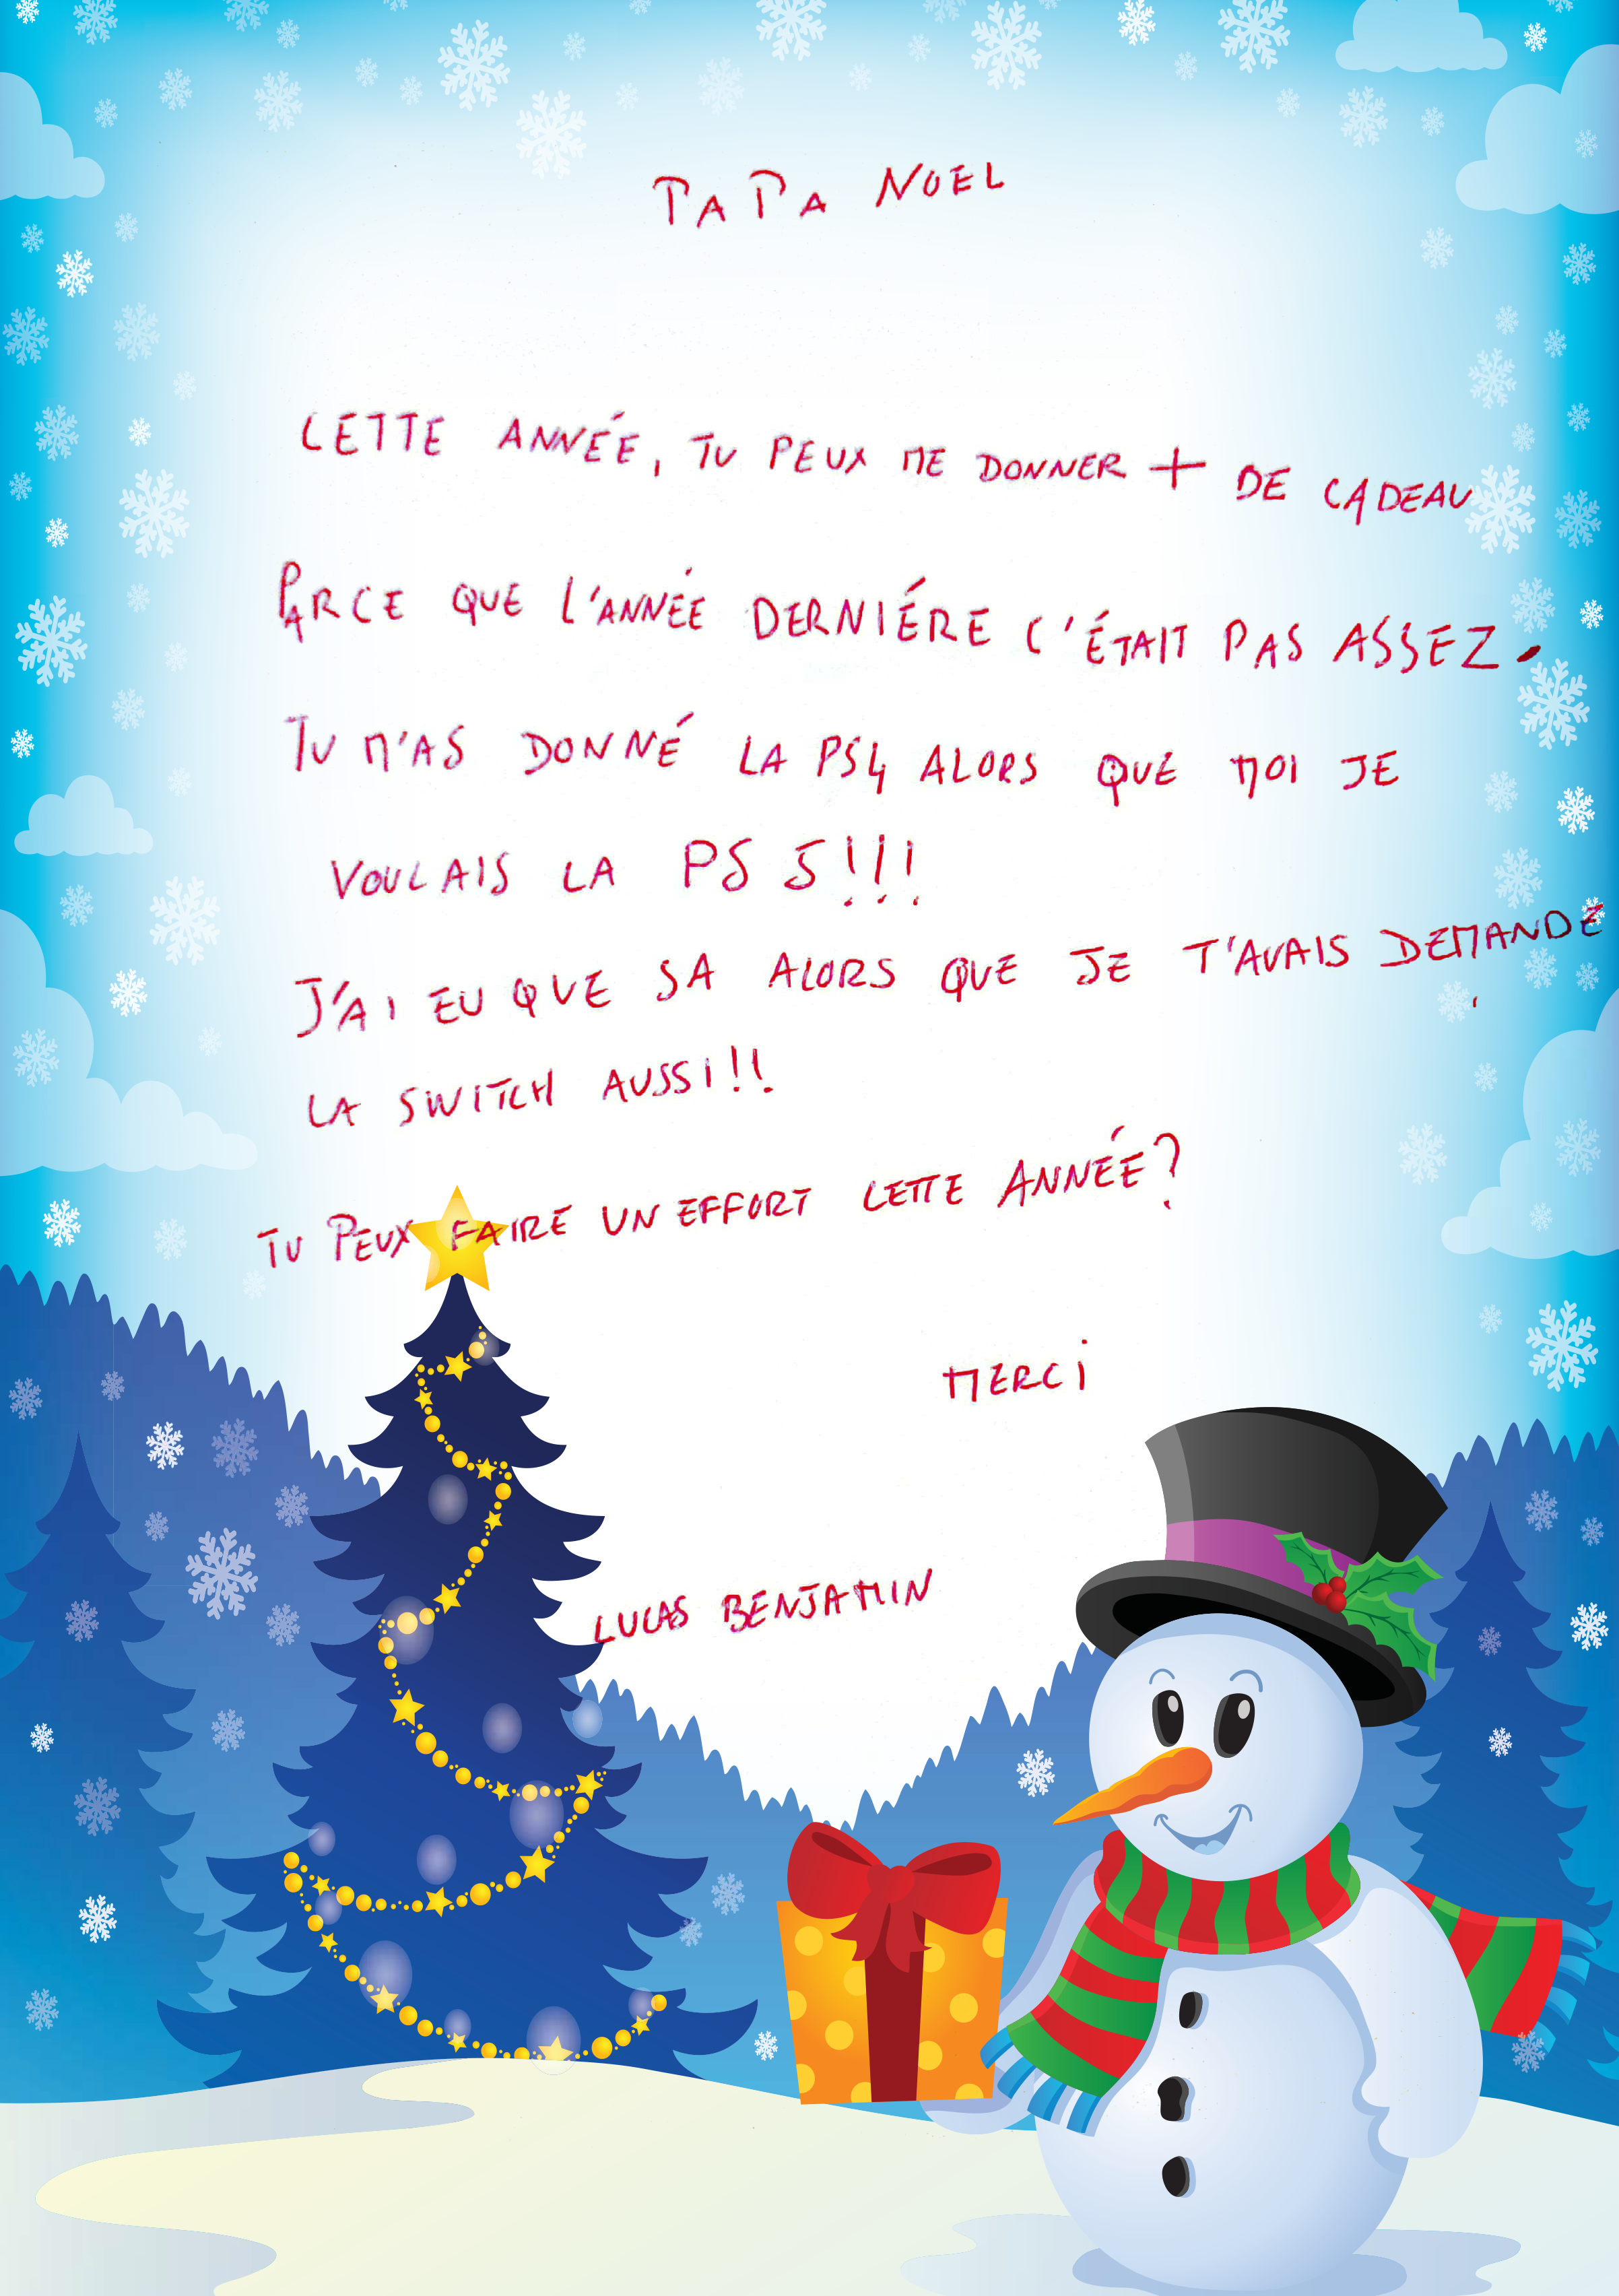 PAPA NOEL
CETTE ANNÉE, TU PEUX ME DONNER + DE CADEAU
PARCE QUE L'ANNÉE DERNIÉRE C'ÉTAIT PAS ASSEZ.
TU M'AS DONNÉ LA PS4 ALORS QUE MOI JE
VOULAIS LA PS5!!!
J'AI EU QUE SA ALORS QUE JE T'AVAIS DEMANDE
LA SWITCH AUSSI!!
TU PEUX FAIRE UN EFFORT CETTE ANNÉE?
MERCI
LUCAS BENJAMIN